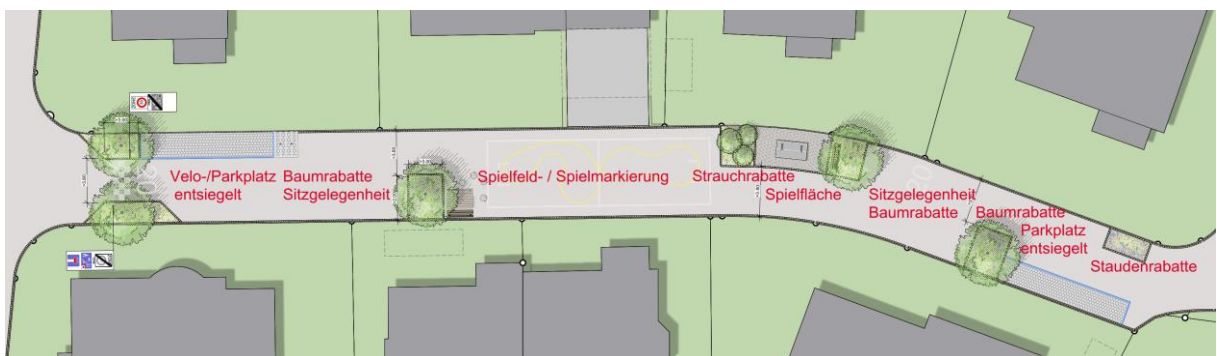 Velo-/Parkplatz
entsiegelt
Baumrabatte
Sitzgelegenheit
Spielfeld- / Spielmarkierung
Strauchrabatte
Spielfläche
Sitzgelegenheit
Baumrabatte
Baumrabatte
Parkplatz
entsiegelt
Staudenrabatte